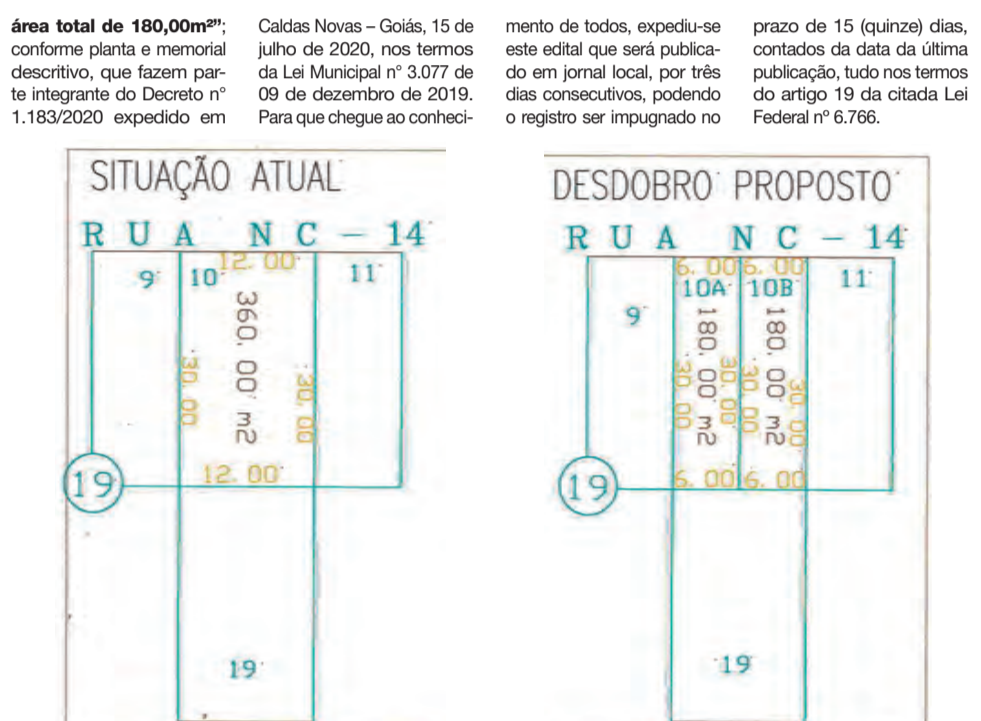 área total de 180,00m²”;
conforme planta e memorial
descritivo, que fazem par-
te integrante do Decreto n°
1.183/2020 expedido em
Caldas Novas – Goiás, 15 de
julho de 2020, nos termos
da Lei Municipal n° 3.077 de
09 de dezembro de 2019.
Para que chegue ao conheci-
mento de todos, expediu-se
este edital que será publica-
do em jornal local, por três
dias consecutivos, podendo
o registro ser impugnado no
prazo de 15 (quinze) dias,
contados da data da última
publicação, tudo nos termos
do artigo 19 da citada Lei
Federal nº 6.766.
SITUAÇÃO ATUAL
RUA NC - 14
12.00
9
10
11
360,00 m2
30.00
30.00
12.00
19
19
DESDOBRO PROPOSTO
RUA NC - 14
6.00
6.00
10A
10B
11
9
180,00 m2
180,00 m2
30.00
30.00
30.00
30.00
6.00
6.00
19
19